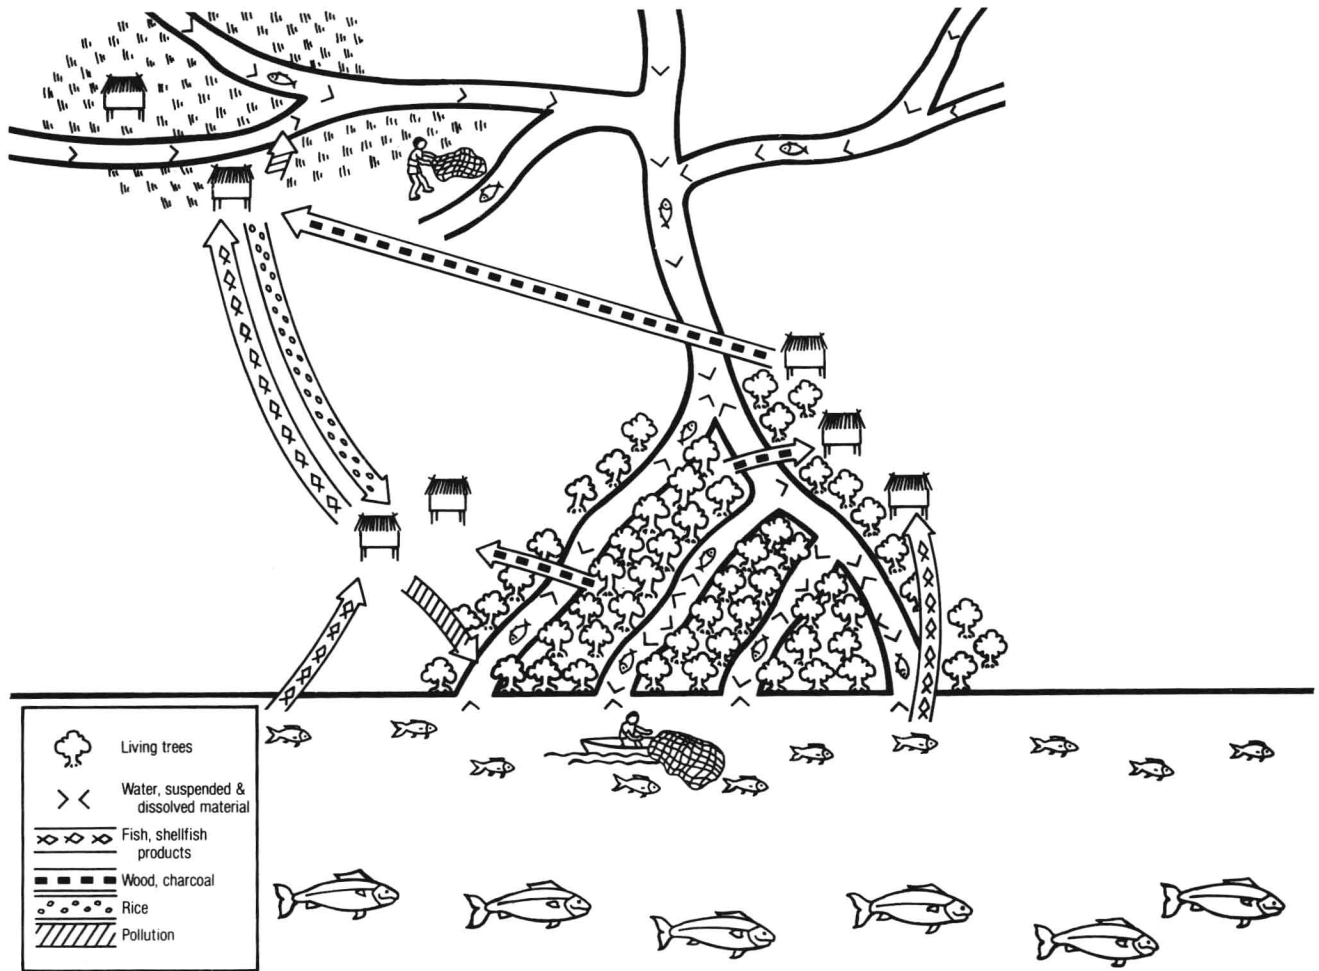 Living trees
Water, suspended &
dissolved material
Fish, shellfish
products
Wood, charcoal
Rice
Pollution